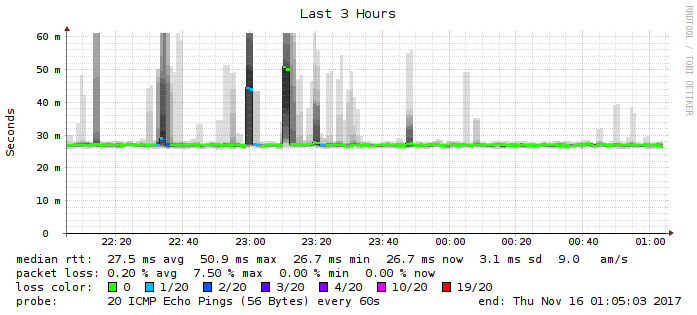 Last 3 Hours
RRDTOOL / TOBI OETIKER
Seconds
60 m
50 m
40 m
30 m
20 m
10 m
0
22:20 22:40 23:00 23:20 23:40 00:00 00:20 00:40 01:00
median rtt: 27.5 ms avg 50.9 ms max 26.7 ms min 26.7 ms now 3.1 ms sd 9.0 am/s
packet loss: 0.20 % avg 7.50 % max 0.00 % min 0.00 % now
loss color: 0 1/20 2/20 3/20 4/20 10/20 19/20
probe: 20 ICMP Echo Pings (56 Bytes) every 60s end: Thu Nov 16 01:05:03 2017